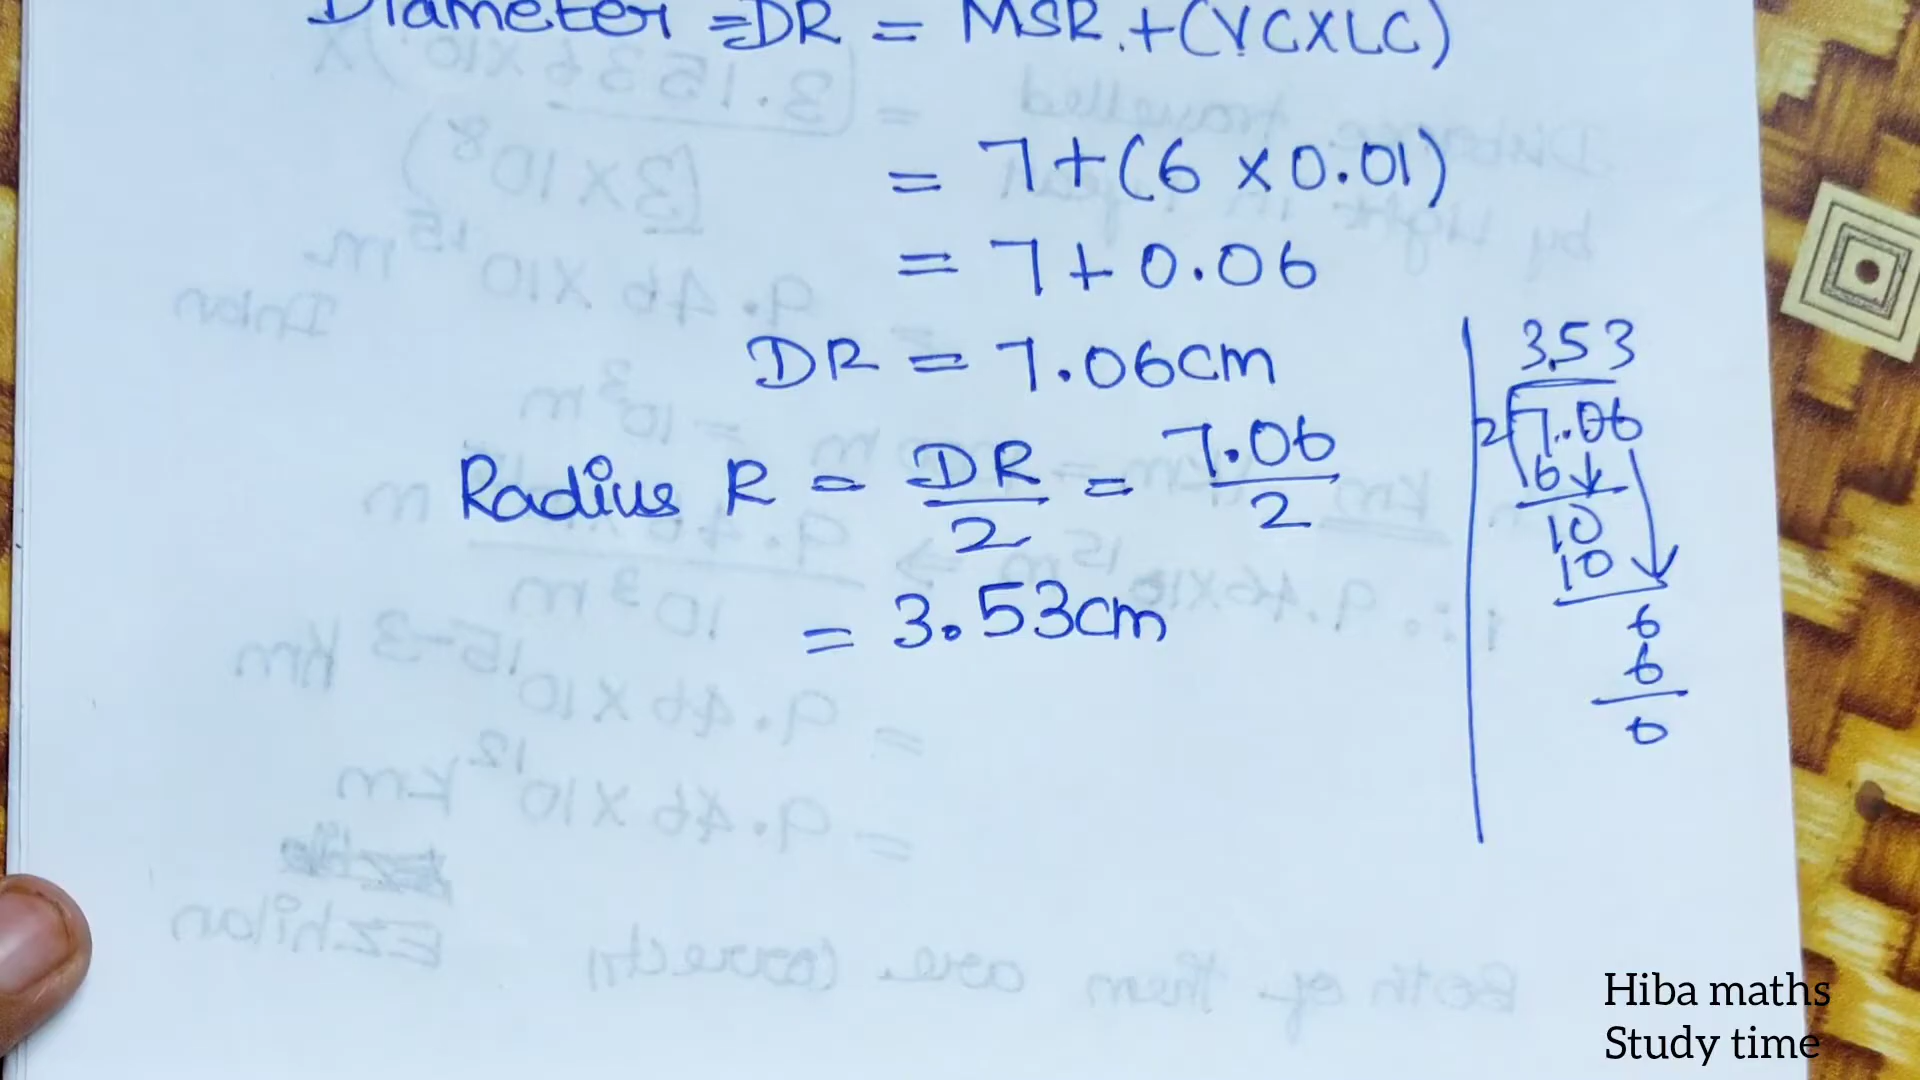 Diameter = DR = MSR + (VC X LC)
= 7 + (6 × 0.01)
= 7 + 0.06
DR = 7.06cm
Radius R = DR/2 = 7.06/2
= 3.53cm
3.53
2 7.06
6
10
10
6
6
0
Hiba maths
Study time